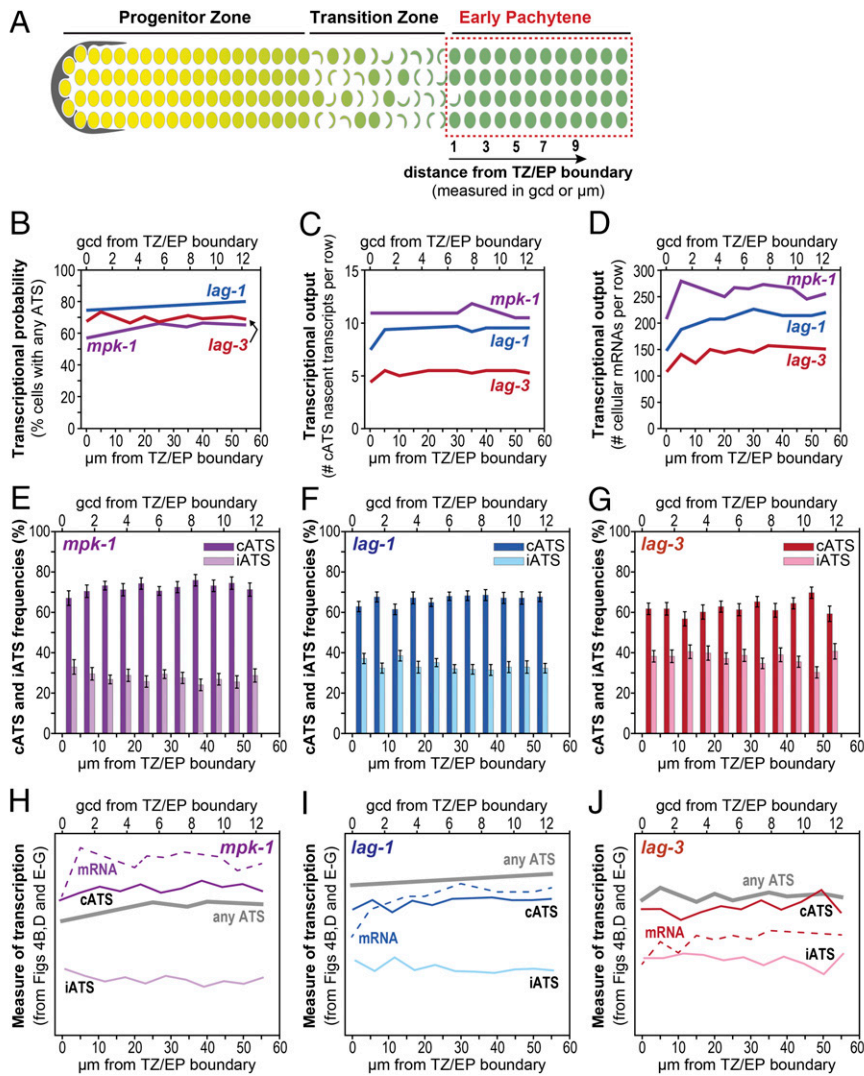 A
Progenitor Zone
Transition Zone
Early Pachytene
1 3 5 7 9
distance from TZ/EP boundary
(measured in gcd or µm)
B
gcd from TZ/EP boundary
0 2 4 6 8 10 12
Transcriptional probability
(% cells with any ATS)
100
80
60
40
20
0
lag-1
mpk-1
lag-3
0 10 20 30 40 50 60
µm from TZ/EP boundary
C
gcd from TZ/EP boundary
0 2 4 6 8 10 12
Transcriptional output
(# cATS nascent transcripts per row)
15
10
5
0
mpk-1
lag-1
lag-3
0 10 20 30 40 50 60
µm from TZ/EP boundary
D
gcd from TZ/EP boundary
0 2 4 6 8 10 12
Transcriptional output
(# cellular mRNAs per row)
300
250
200
150
100
50
0
mpk-1
lag-1
lag-3
0 10 20 30 40 50 60
µm from TZ/EP boundary
E
gcd from TZ/EP boundary
0 2 4 6 8 10 12
cATS and iATS frequencies (%)
100
80
60
40
20
0
mpk-1
cATS
iATS
0 10 20 30 40 50 60
µm from TZ/EP boundary
F
gcd from TZ/EP boundary
0 2 4 6 8 10 12
cATS and iATS frequencies (%)
100
80
60
40
20
0
lag-1
cATS
iATS
0 10 20 30 40 50 60
µm from TZ/EP boundary
G
gcd from TZ/EP boundary
0 2 4 6 8 10 12
cATS and iATS frequencies (%)
100
80
60
40
20
0
lag-3
cATS
iATS
0 10 20 30 40 50 60
µm from TZ/EP boundary
H
gcd from TZ/EP boundary
0 2 4 6 8 10 12
Measure of transcription
(from Figs 4B,D and E-G)
mpk-1
mRNA
cATS
any ATS
iATS
0 10 20 30 40 50 60
µm from TZ/EP boundary
I
gcd from TZ/EP boundary
0 2 4 6 8 10 12
Measure of transcription
(from Figs 4B,D and E-G)
lag-1
any ATS
cATS
mRNA
iATS
0 10 20 30 40 50 60
µm from TZ/EP boundary
J
gcd from TZ/EP boundary
0 2 4 6 8 10 12
Measure of transcription
(from Figs 4B,D and E-G)
lag-3
any ATS
cATS
mRNA
iATS
0 10 20 30 40 50 60
µm from TZ/EP boundary